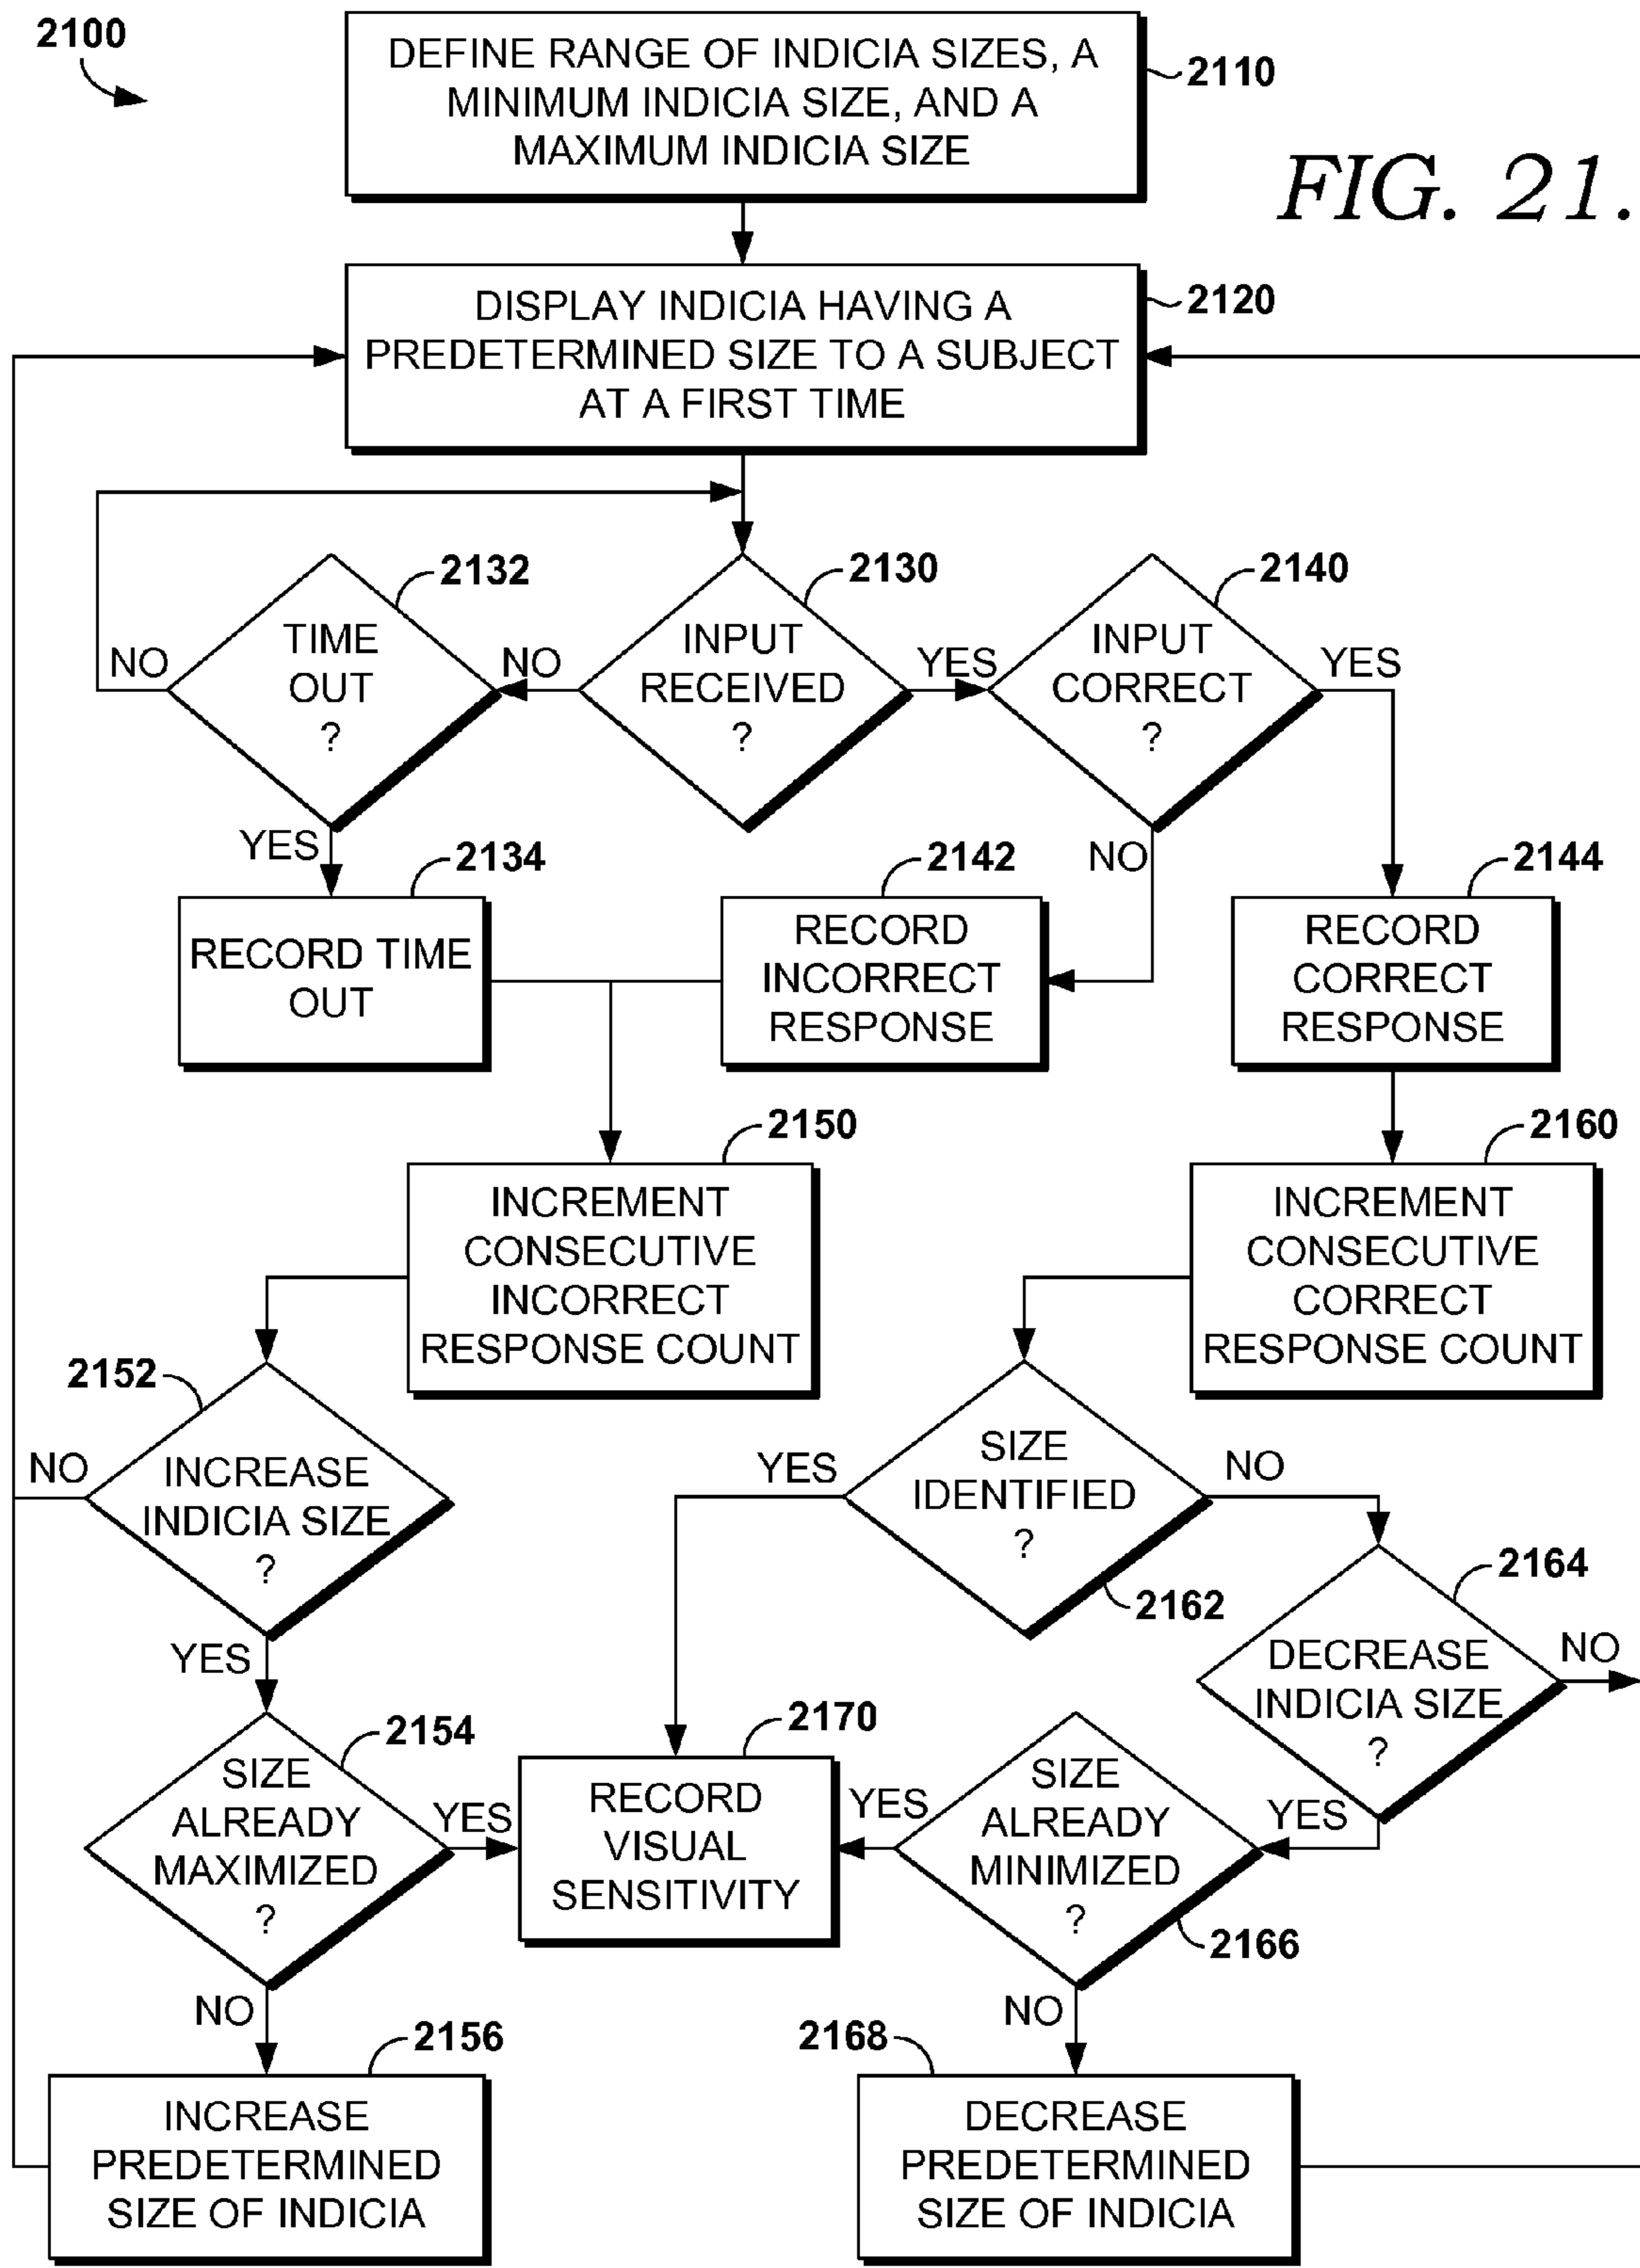 2100
DEFINE RANGE OF INDICIA SIZES, A
MINIMUM INDICIA SIZE, AND A
MAXIMUM INDICIA SIZE
2110
FIG. 21.
DISPLAY INDICIA HAVING A
PREDETERMINED SIZE TO A SUBJECT
AT A FIRST TIME
2120
2132
2130
2140
NO
TIME
OUT
?
NO
INPUT
RECEIVED
?
YES
INPUT
CORRECT
?
YES
YES
2134
2142
NO
2144
RECORD TIME
OUT
RECORD
INCORRECT
RESPONSE
RECORD
CORRECT
RESPONSE
2150
2160
INCREMENT
CONSECUTIVE
INCORRECT
RESPONSE COUNT
INCREMENT
CONSECUTIVE
CORRECT
RESPONSE COUNT
2152
NO
INCREASE
INDICIA SIZE
?
YES
SIZE
IDENTIFIED
?
NO
2162
2164
YES
DECREASE
INDICIA SIZE
?
NO
2154
2170
SIZE
ALREADY
MAXIMIZED
?
YES
RECORD
VISUAL
SENSITIVITY
YES
SIZE
ALREADY
MINIMIZED
?
YES
2166
NO
2156
NO
2168
INCREASE
PREDETERMINED
SIZE OF INDICIA
DECREASE
PREDETERMINED
SIZE OF INDICIA